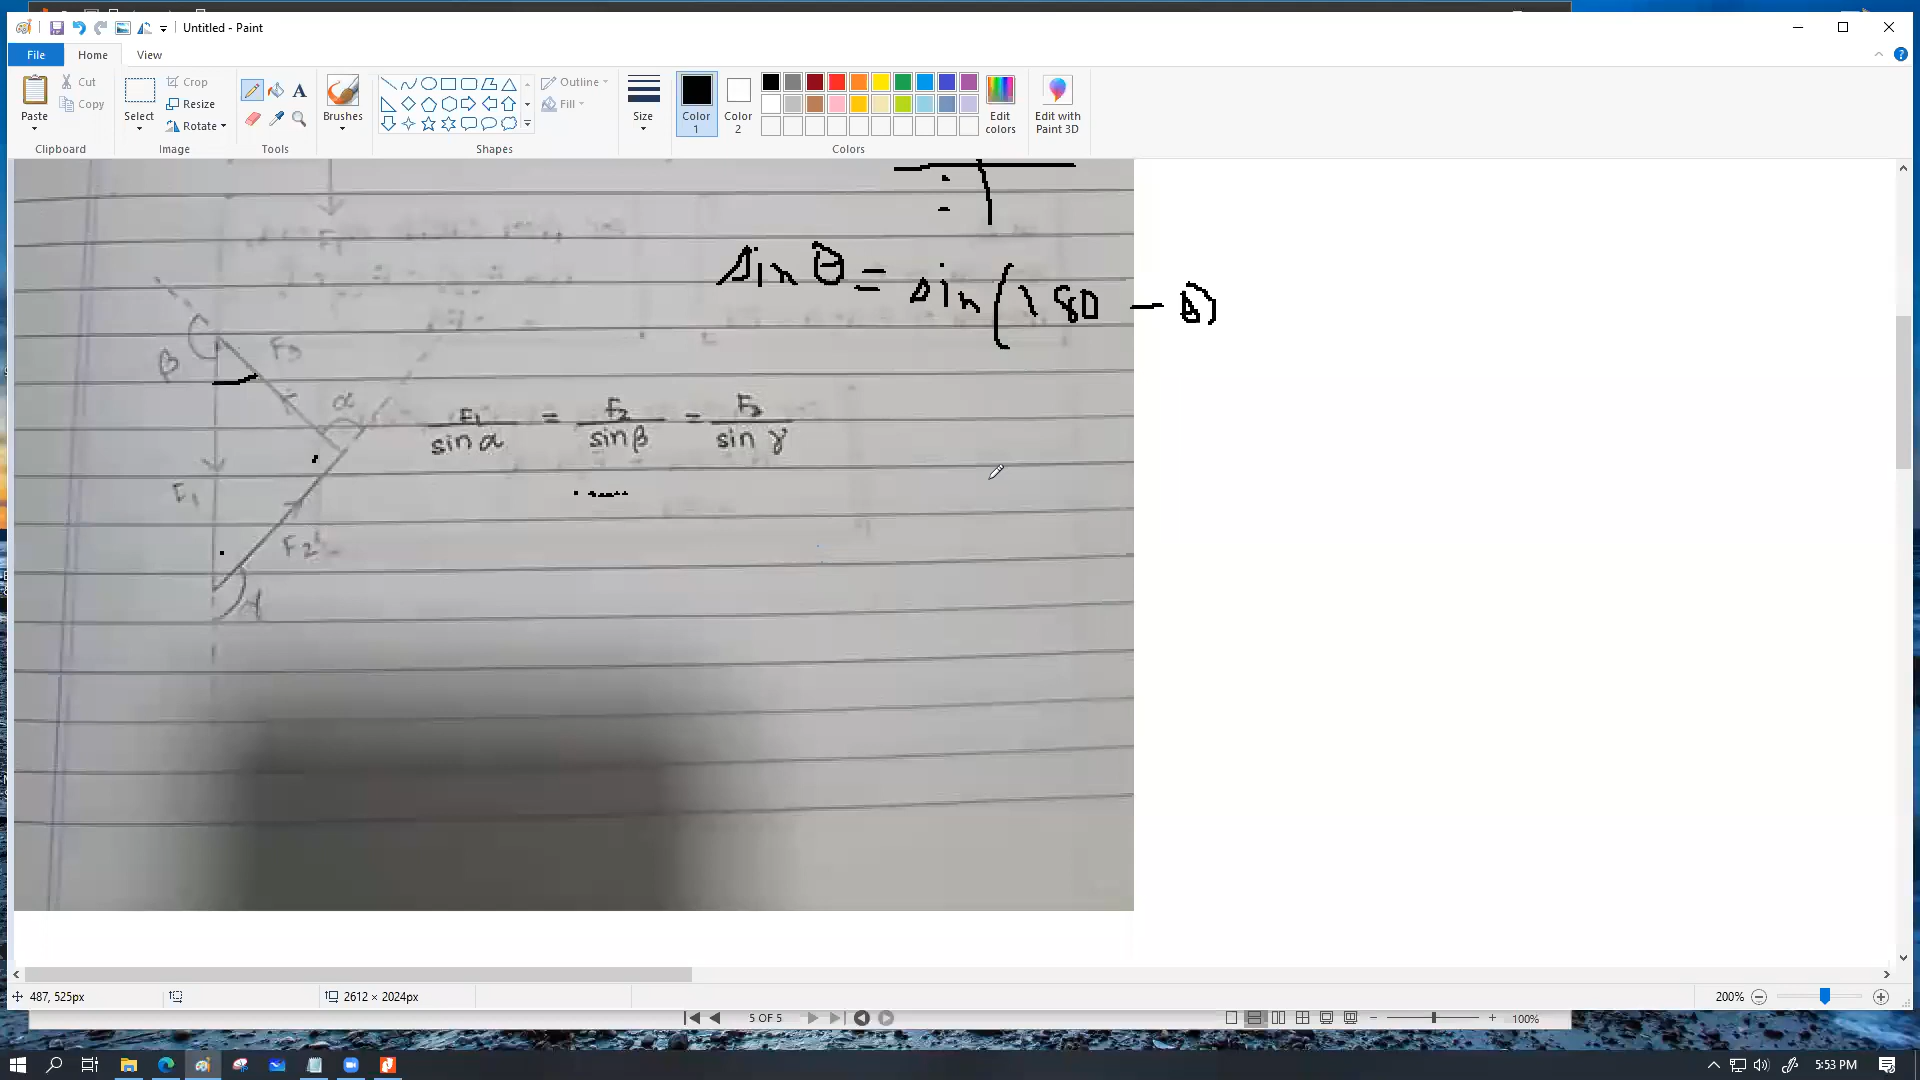 Untitled - Paint
File Home View
Paste
Cut
Copy
Clipboard
Select
Crop
Resize
Rotate
Image
A
Tools
Brushes
Outline
Fill
Shapes
Size
Color 1
Color 2
Edit colors
Colors
Edit with Paint 3D
sin θ = sin (180 - θ)
β
F3
α
F1/sin α = F2/sin β = F3/sin γ
F1
F2
γ
487, 525px
2612 × 2024px
200%
5 OF 5
100%
5:53 PM